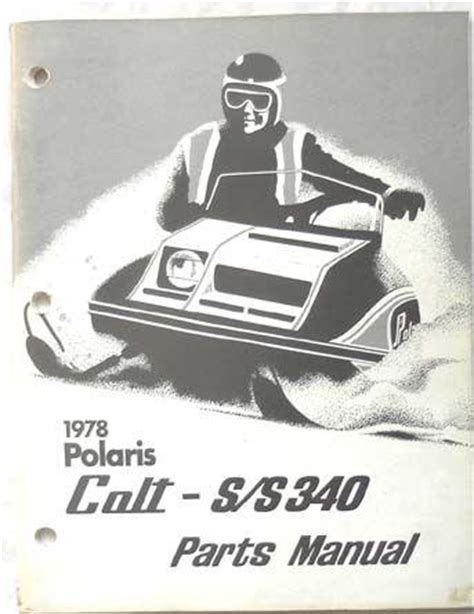 1978
Polaris
Colt - S/S 340
Parts Manual